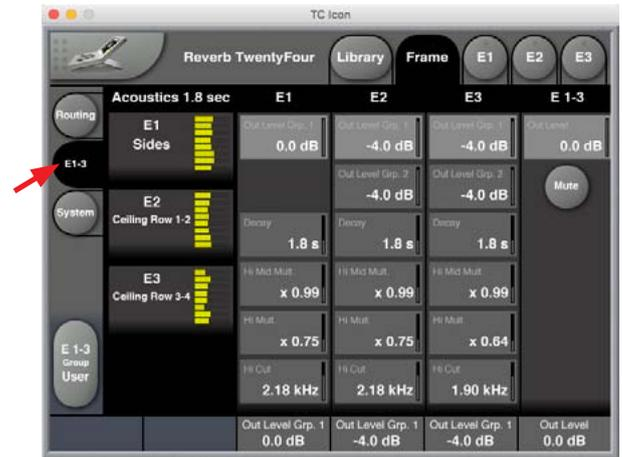 TC Icon
Reverb TwentyFour
Library
Frame
E1
E2
E3
Acoustics 1.8 sec
E1
E2
E3
E 1-3
Routing
E1-3
System
E 1-3
Group
User
E1
Sides
E2
Ceiling Row 1-2
E3
Ceiling Row 3-4
Out Level Grp. 1
0.0 dB
Out Level Grp. 1
-4.0 dB
Out Level Grp. 1
-4.0 dB
Out Level
0.0 dB
Out Level Grp. 2
-4.0 dB
Out Level Grp. 2
-4.0 dB
Mute
Decay
1.8 s
Decay
1.8 s
Decay
1.8 s
Hi Mid Mult.
x 0.99
Hi Mid Mult.
x 0.99
Hi Mid Mult.
x 0.99
Hi Mult.
x 0.75
Hi Mult.
x 0.75
Hi Mult.
x 0.64
Hi Cut
2.18 kHz
Hi Cut
2.18 kHz
Hi Cut
1.90 kHz
Out Level Grp. 1
0.0 dB
Out Level Grp. 1
-4.0 dB
Out Level Grp. 1
-4.0 dB
Out Level
0.0 dB